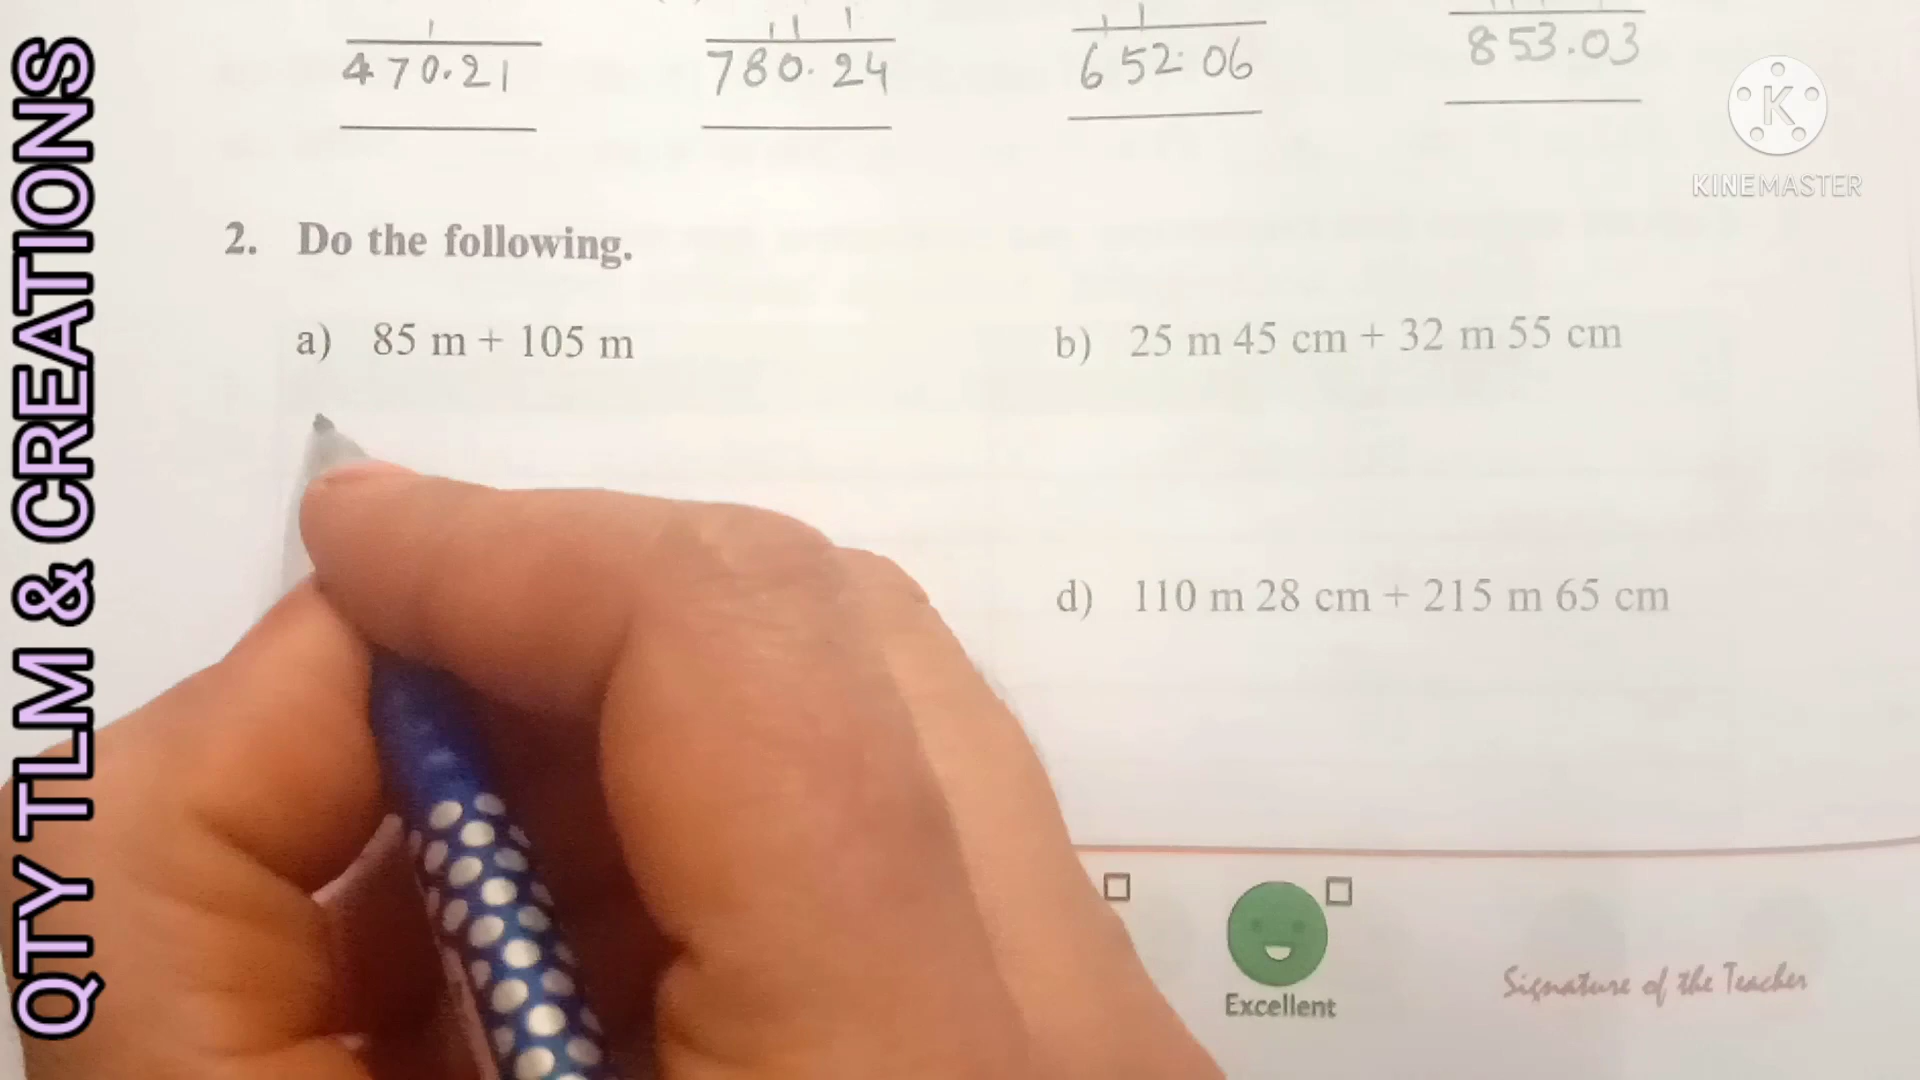 470.21 780.24 652.06 853.03
KINEMASTER
2. Do the following.
a) 85 m + 105 m b) 25 m 45 cm + 32 m 55 cm
d) 110 m 28 cm + 215 m 65 cm
Excellent
Signature of the Teacher
QTY TLM & CREATIONS